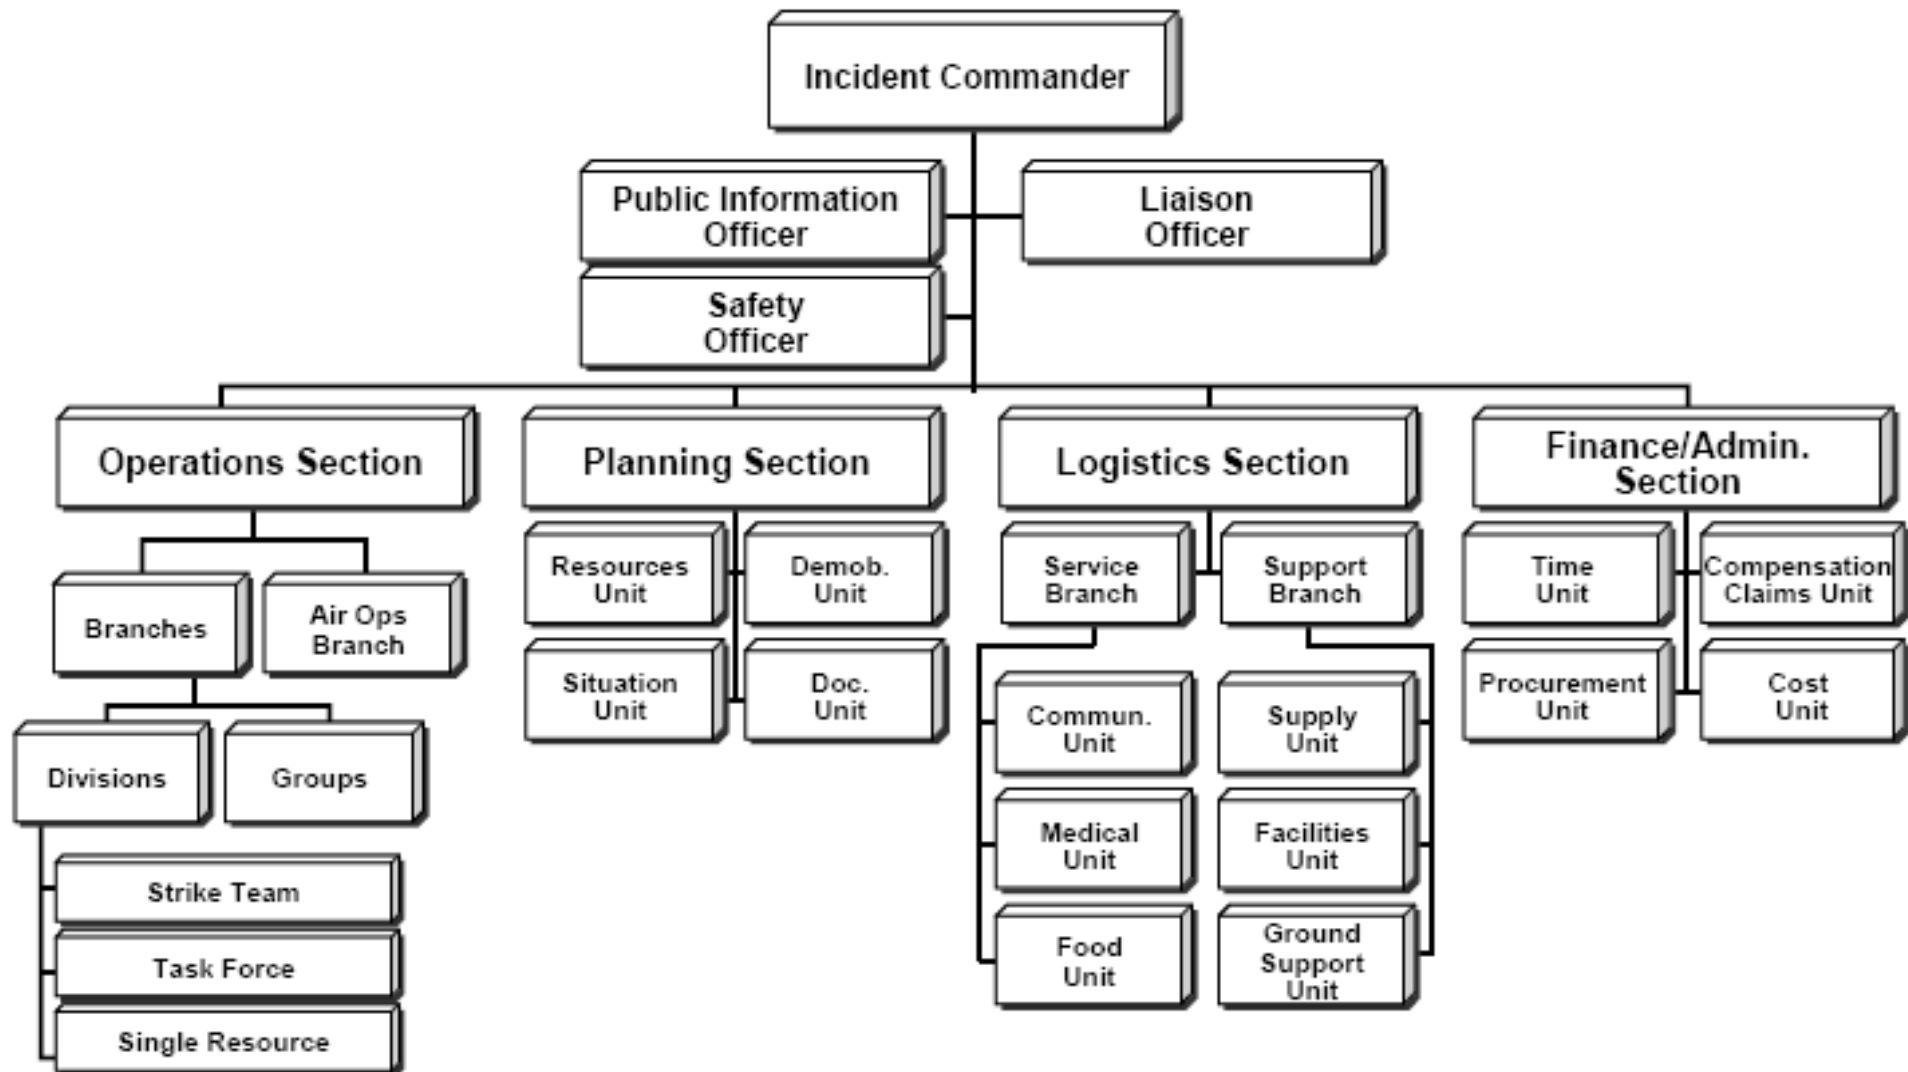 Incident Commander
Public Information
Officer
Liaison
Officer
Safety
Officer
Operations Section
Planning Section
Logistics Section
Finance/Admin.
Section
Branches
Air Ops
Branch
Divisions
Groups
Strike Team
Task Force
Single Resource
Resources
Unit
Demob.
Unit
Situation
Unit
Doc.
Unit
Service
Branch
Support
Branch
Commun.
Unit
Supply
Unit
Medical
Unit
Facilities
Unit
Food
Unit
Ground
Support
Unit
Time
Unit
Compensation
Claims Unit
Procurement
Unit
Cost
Unit